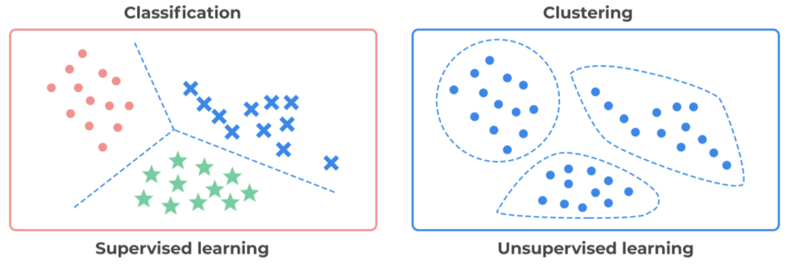 Classification
Clustering
Supervised learning
Unsupervised learning